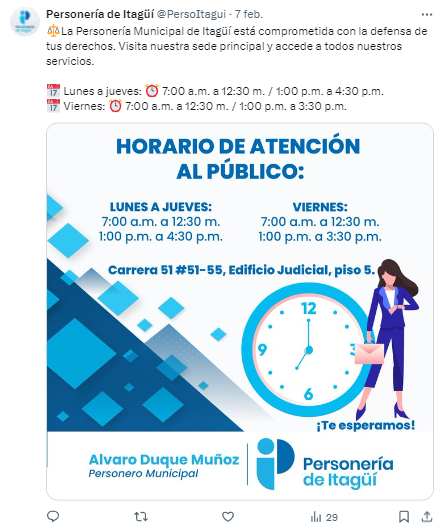 Personería de Itagüí @PersoItagui · 7 feb.
⚖️La Personería Municipal de Itagüí está comprometida con la defensa de
tus derechos. Visita nuestra sede principal y accede a todos nuestros
servicios.
📅 Lunes a jueves: ⏰ 7:00 a.m. a 12:30 m. / 1:00 p.m. a 4:30 p.m.
📅 Viernes: ⏰ 7:00 a.m. a 12:30 m. / 1:00 p.m. a 3:30 p.m.
HORARIO DE ATENCIÓN
AL PÚBLICO:
LUNES A JUEVES:
7:00 a.m. a 12:30 m.
1:00 p.m. a 4:30 p.m.
VIERNES:
7:00 a.m. a 12:30 m.
1:00 p.m. a 3:30 p.m.
Carrera 51 #51-55, Edificio Judicial, piso 5.
12
9
3
6
¡Te esperamos!
Alvaro Duque Muñoz
Personero Municipal
Personería
de Itagüí
29